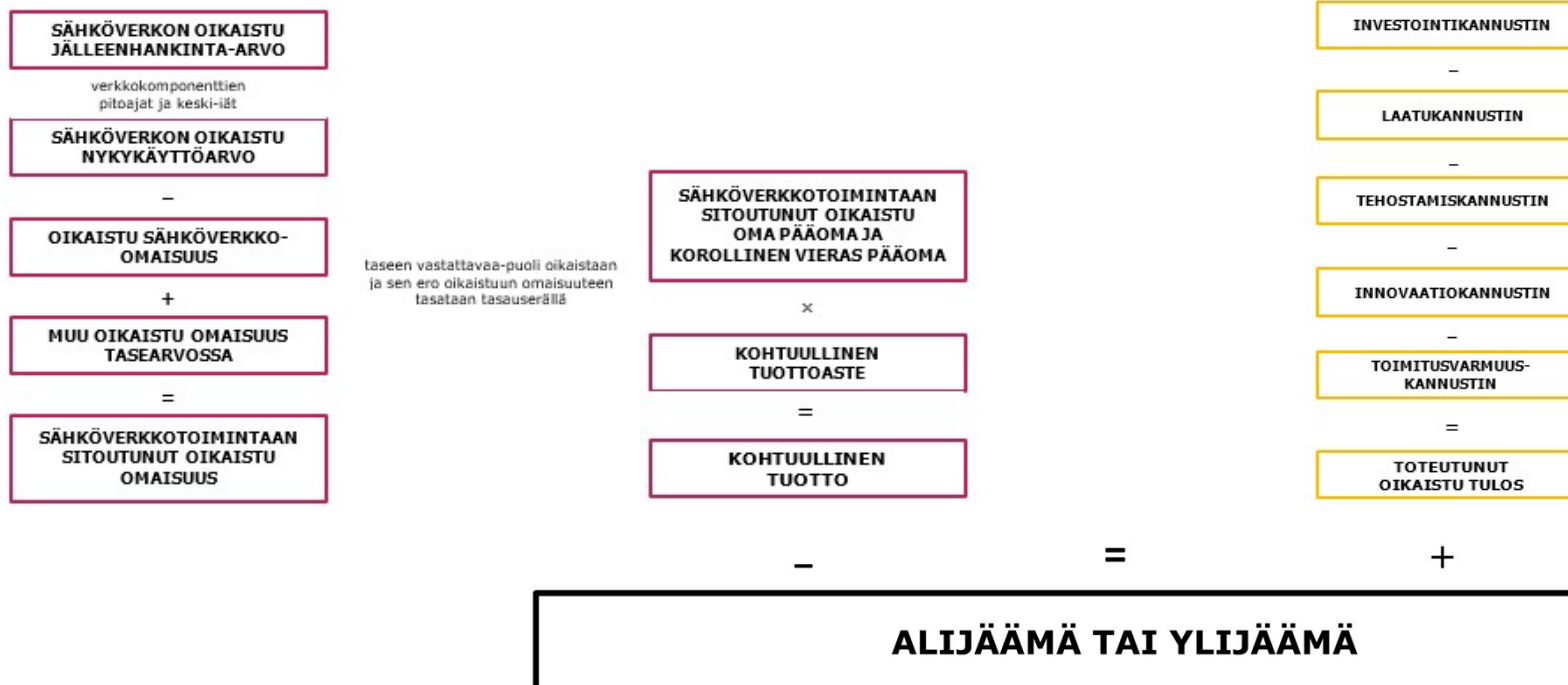 SÄHKÖVERKON OIKAISTU
JÄLLEENHANKINTA-ARVO
verkkokomponenttien
pitoajat ja keski-iät
SÄHKÖVERKON OIKAISTU
NYKYKÄYTTÖARVO
–
OIKAISTU SÄHKÖVERKKO-
OMAISUUS
+
MUU OIKAISTU OMAISUUS
TASEARVOSSA
=
SÄHKÖVERKKOTOIMINTAAN
SITOUTUNUT OIKAISTU
OMAISUUS
taseen vastattavaa-puoli oikaistaan
ja sen ero oikaistuun omaisuuteen
tasataan tasauserällä
SÄHKÖVERKKOTOIMINTAAN
SITOUTUNUT OIKAISTU
OMA PÄÄOMA JA
KOROLLINEN VIERAS PÄÄOMA
×
KOHTUULLINEN
TUOTTOASTE
=
KOHTUULLINEN
TUOTTO
INVESTOINTIKANNUSTIN
–
LAATUKANNUSTIN
–
TEHOSTAMISKANNUSTIN
–
INNOVAATIOKANNUSTIN
–
TOIMITUSVARMUUS-
KANNUSTIN
=
TOTEUTUNUT
OIKAISTU TULOS
– = +
ALIJÄÄMÄ TAI YLIJÄÄMÄ